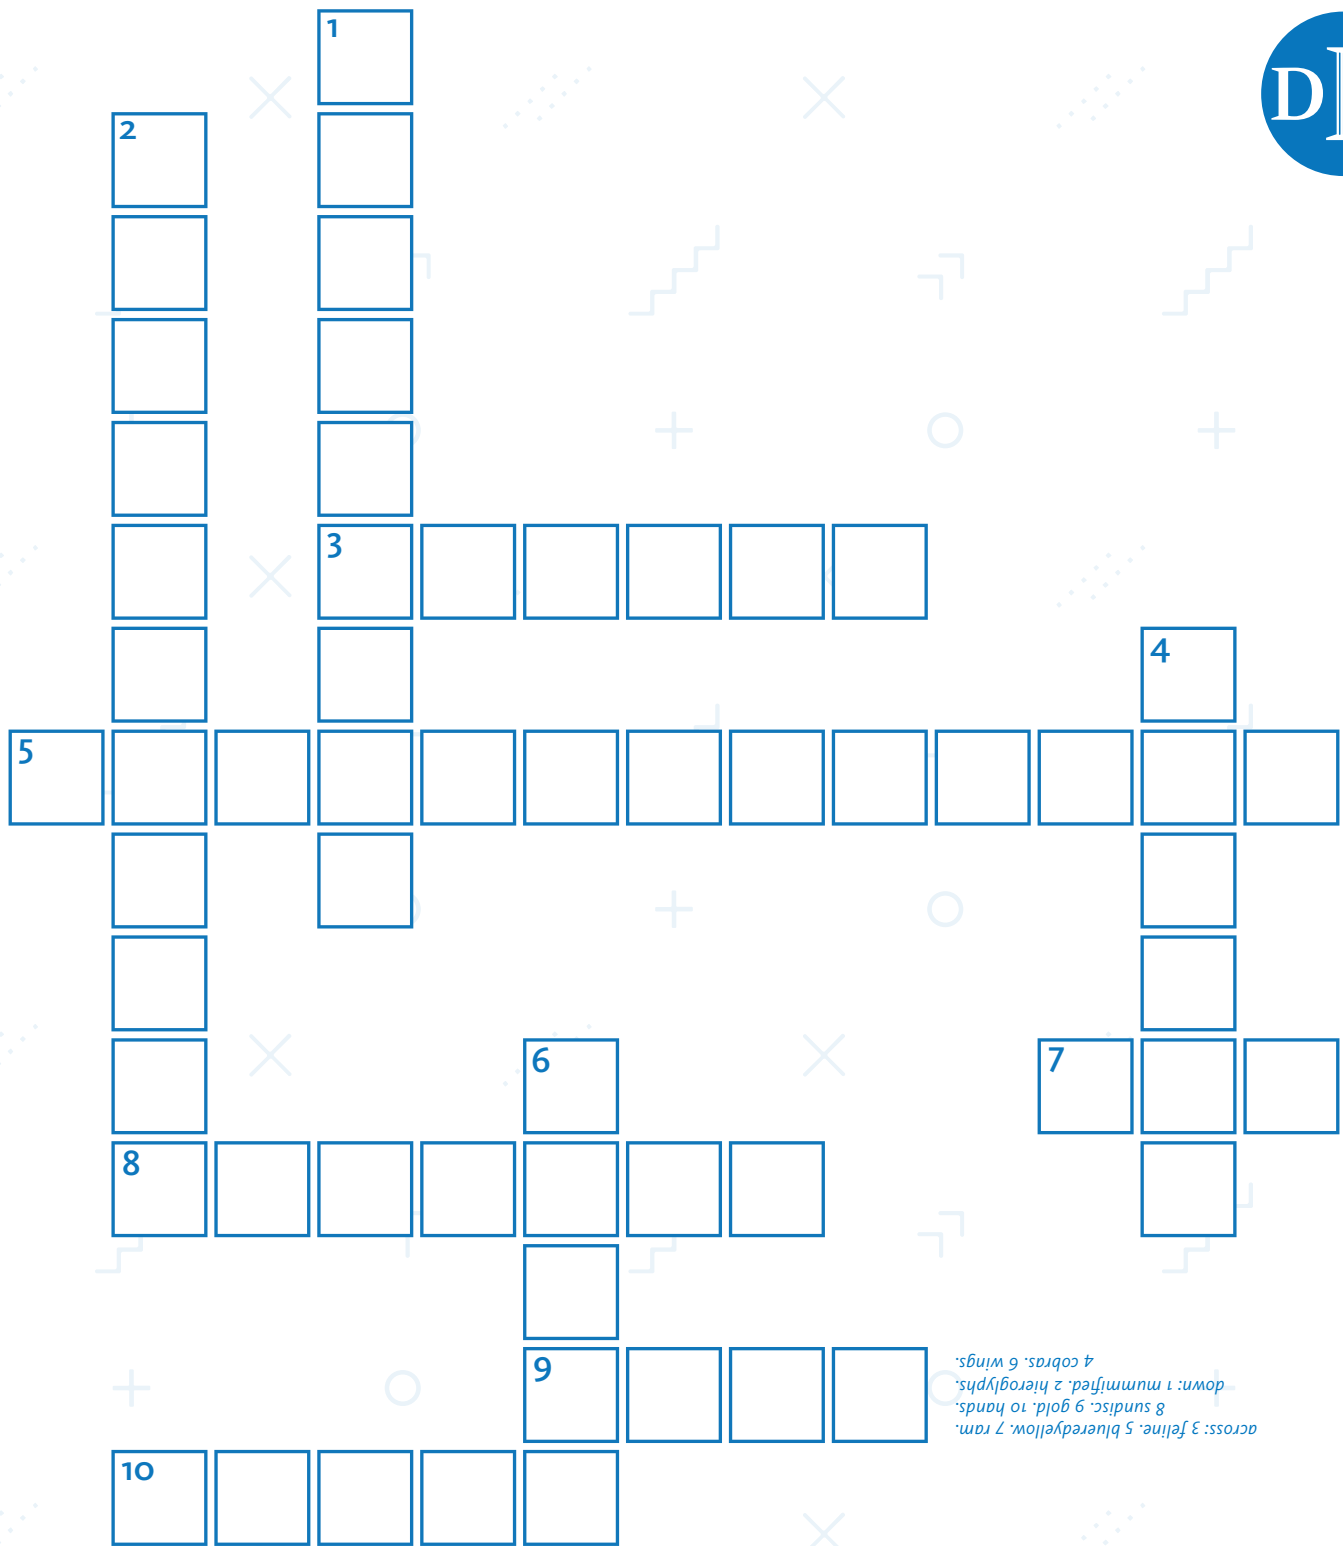 1
D
2
3
4
5
6
7
8
9
10
across: 3 feline. 5 blueredyellow. 7 ram.
8 sundisc. 9 gold. 10 hands.
down: 1 mummified. 2 hieroglyphs.
4 cobras. 6 wings.